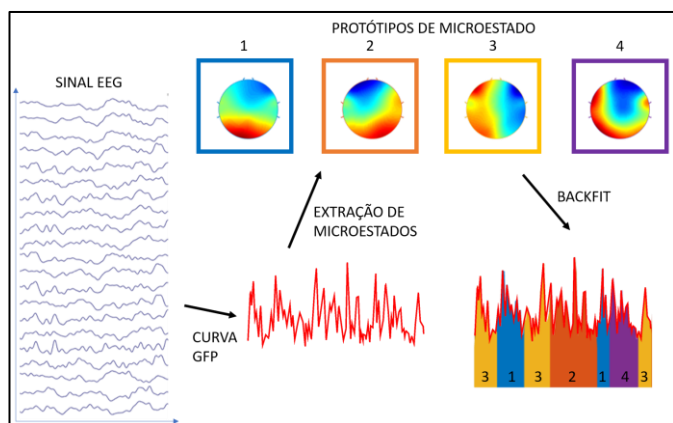 PROTÓTIPOS DE MICROESTADO
1 2 3 4
SINAL EEG
EXTRAÇÃO DE
MICROESTADOS
BACKFIT
CURVA
GFP
3 1 3 2 1 4 3